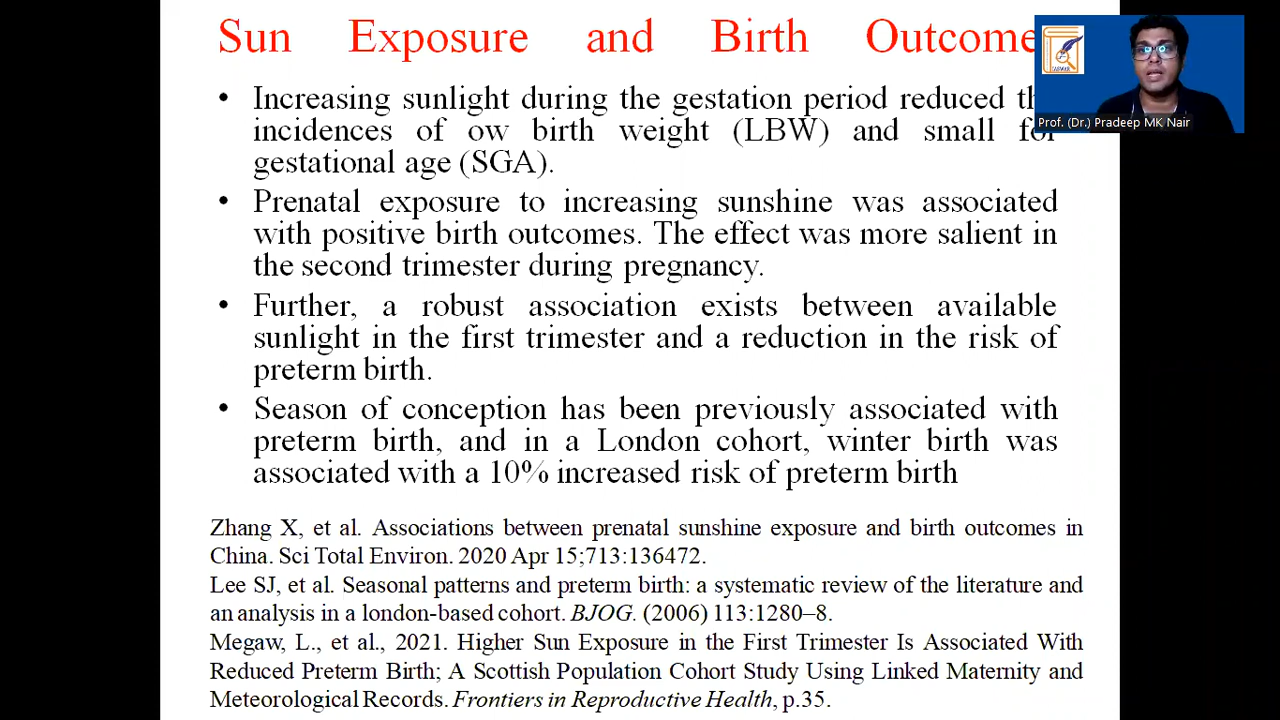 Sun Exposure and Birth Outcome
• Increasing sunlight during the gestation period reduced
incidences of ow birth weight (LBW) and small
gestational age (SGA).
• Prenatal exposure to increasing sunshine was associated
with positive birth outcomes. The effect was more salient in
the second trimester during pregnancy.
• Further, a robust association exists between available
sunlight in the first trimester and a reduction in the risk of
preterm birth.
• Season of conception has been previously associated with
preterm birth, and in a London cohort, winter birth was
associated with a 10% increased risk of preterm birth
Zhang X, et al. Associations between prenatal sunshine exposure and birth outcomes in
China. Sci Total Environ. 2020 Apr 15;713:136472.
Lee SJ, et al. Seasonal patterns and preterm birth: a systematic review of the literature and
an analysis in a london-based cohort. BJOG. (2006) 113:1280–8.
Megaw, L., et al., 2021. Higher Sun Exposure in the First Trimester Is Associated With
Reduced Preterm Birth; A Scottish Population Cohort Study Using Linked Maternity and
Meteorological Records. Frontiers in Reproductive Health, p.35.
Prof. (Dr.) Pradeep MK Nair